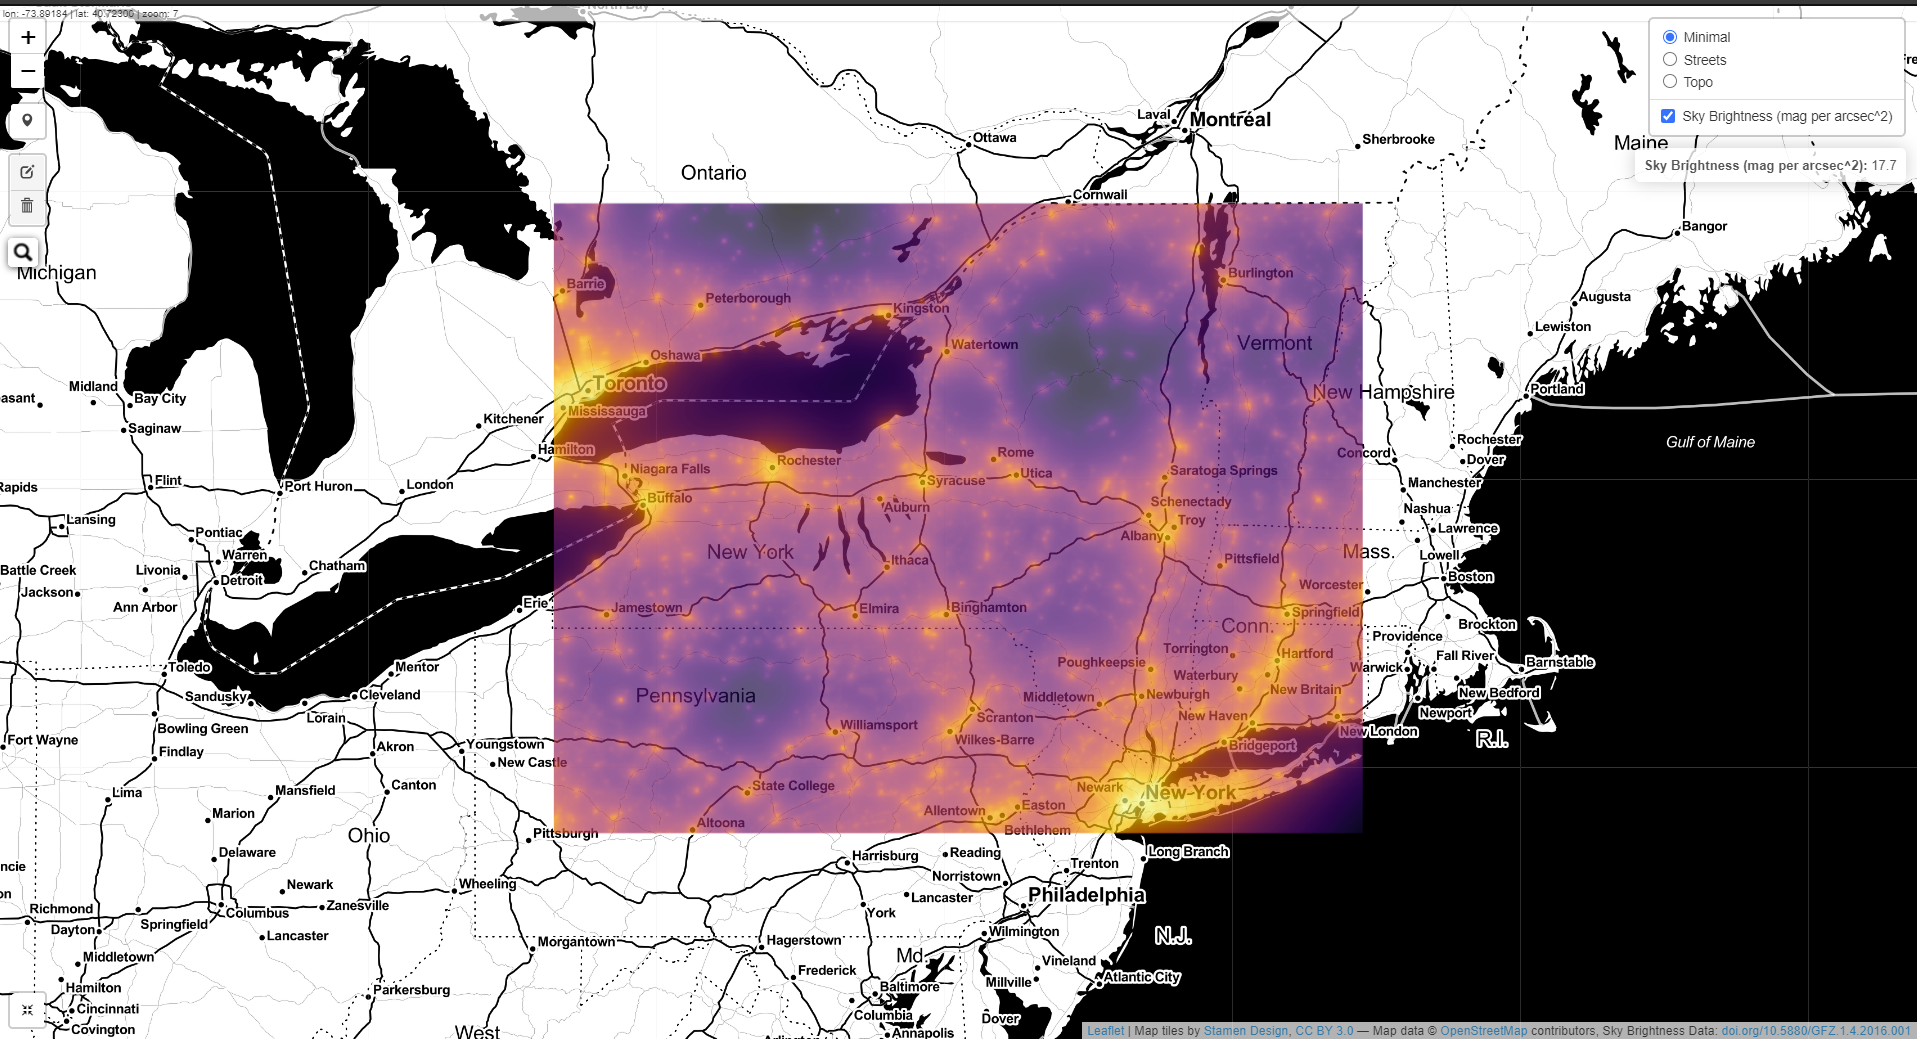 lon: -73.89184 | lat: 40.72300 | zoom: 7
North Bay
+
−
Minimal
Streets
Topo
Sky Brightness (mag per arcsec^2)
Sky Brightness (mag per arcsec^2): 17.7
Laval
Montréal
Ottawa
Sherbrooke
Maine
Ontario
Cornwall
Bangor
Michigan
Barrie
Burlington
Peterborough
Kingston
Augusta
Lewiston
Watertown
Vermont
Oshawa
Toronto
Midland
Bay City
New Hampshire
Portland
Mississauga
Kitchener
Saginaw
Rochester
Gulf of Maine
Hamilton
Rome
Concord
Dover
Rochester
Niagara Falls
Utica
Saratoga Springs
Flint
Port Huron
London
Syracuse
Manchester
Buffalo
Auburn
Schenectady
Nashua
Lansing
Troy
Lawrence
Pontiac
Albany
New York
Mass.
Warren
Lowell
Ithaca
Pittsfield
Battle Creek
Livonia
Chatham
Detroit
Boston
Jackson
Worcester
Ann Arbor
Erie
Jamestown
Elmira
Binghamton
Springfield
Conn.
Brockton
Providence
Torrington
Hartford
Fall River
Toledo
Mentor
Poughkeepsie
Warwick
Barnstable
Waterbury
Sandusky
Cleveland
Pennsylvania
Middletown
Newburgh
New Britain
New Bedford
Lorain
Scranton
New Haven
Newport
Bowling Green
Williamsport
New London
R.I.
Fort Wayne
Findlay
Akron
Youngstown
Wilkes-Barre
Bridgeport
New Castle
Lima
Mansfield
Canton
State College
Newark
New York
Marion
Ohio
Allentown
Easton
Pittsburgh
Altoona
Bethlehem
Delaware
Harrisburg
Reading
Long Branch
Trenton
Newark
Wheeling
Norristown
Lancaster
Philadelphia
Richmond
Columbus
Zanesville
York
Dayton
Springfield
Lancaster
Morgantown
Hagerstown
Wilmington
N.J.
Middletown
Md.
Frederick
Vineland
Hamilton
Parkersburg
Baltimore
Millville
Atlantic City
Cincinnati
Columbia
Dover
Covington
West
Annapolis
Arlington
Leaflet | Map tiles by Stamen Design, CC BY 3.0 — Map data © OpenStreetMap contributors, Sky Brightness Data: doi.org/10.5880/GFZ.1.4.2016.001